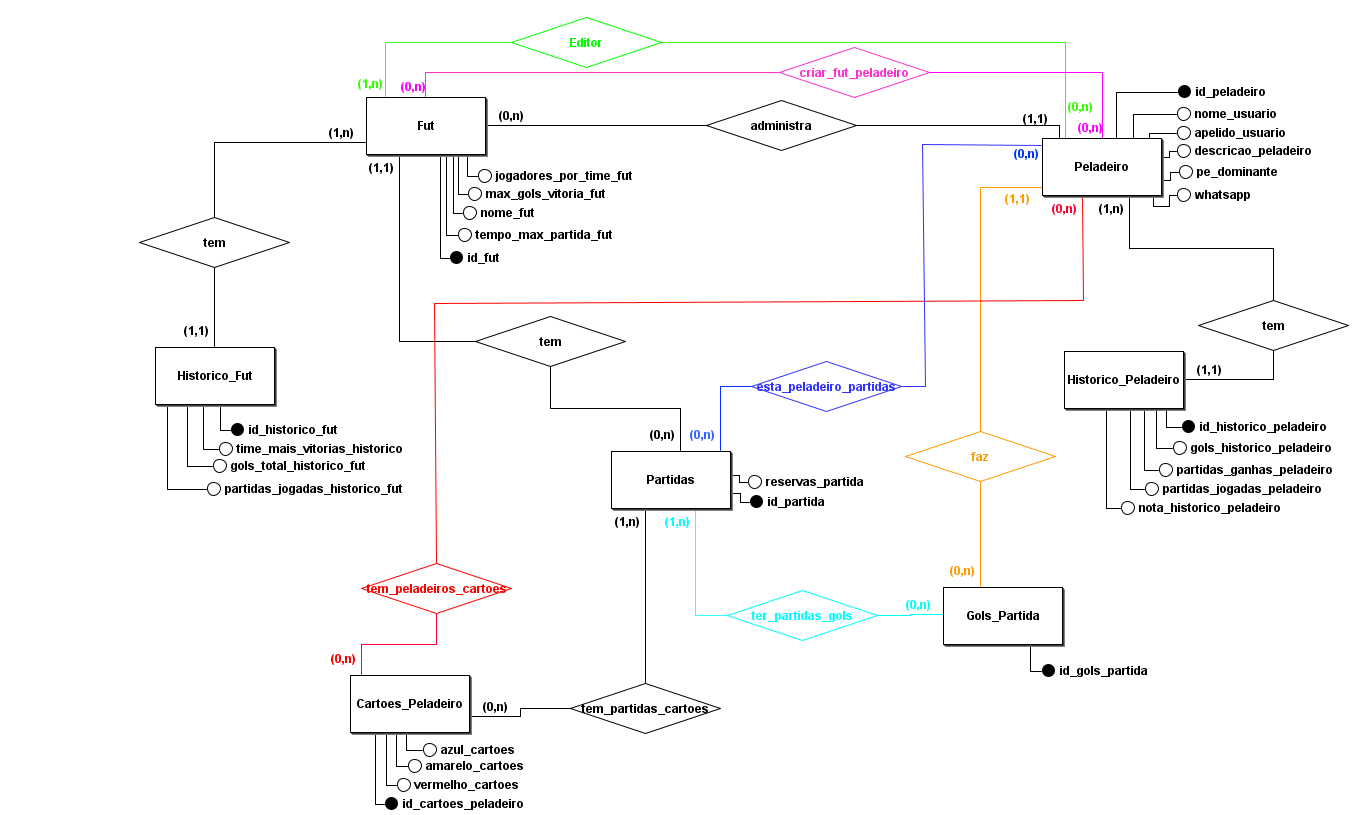 Editor
(1,n)
(0,n)
criar_fut_peladeiro
(0,n)
(0,n)
Fut
(0,n)
administra
(1,1)
(1,n)
(1,1)
jogadores_por_time_fut
max_gols_vitoria_fut
nome_fut
tempo_max_partida_fut
id_fut
Peladeiro
id_peladeiro
nome_usuario
apelido_usuario
descricao_peladeiro
pe_dominante
whatsapp
(0,n)
(1,1)
(0,n)
(1,n)
tem
(1,1)
Historico_Fut
id_historico_fut
time_mais_vitorias_historico
gols_total_historico_fut
partidas_jogadas_historico_fut
tem
esta_peladeiro_partidas
(0,n)
(0,n)
Partidas
reservas_partida
id_partida
(1,n)
(1,n)
tem
(1,1)
Historico_Peladeiro
id_historico_peladeiro
gols_historico_peladeiro
partidas_ganhas_peladeiro
partidas_jogadas_peladeiro
nota_historico_peladeiro
faz
(0,n)
Gols_Partida
id_gols_partida
ter_partidas_gols
(0,n)
tem_peladeiros_cartoes
(0,n)
Cartoes_Peladeiro
(0,n)
tem_partidas_cartoes
azul_cartoes
amarelo_cartoes
vermelho_cartoes
id_cartoes_peladeiro